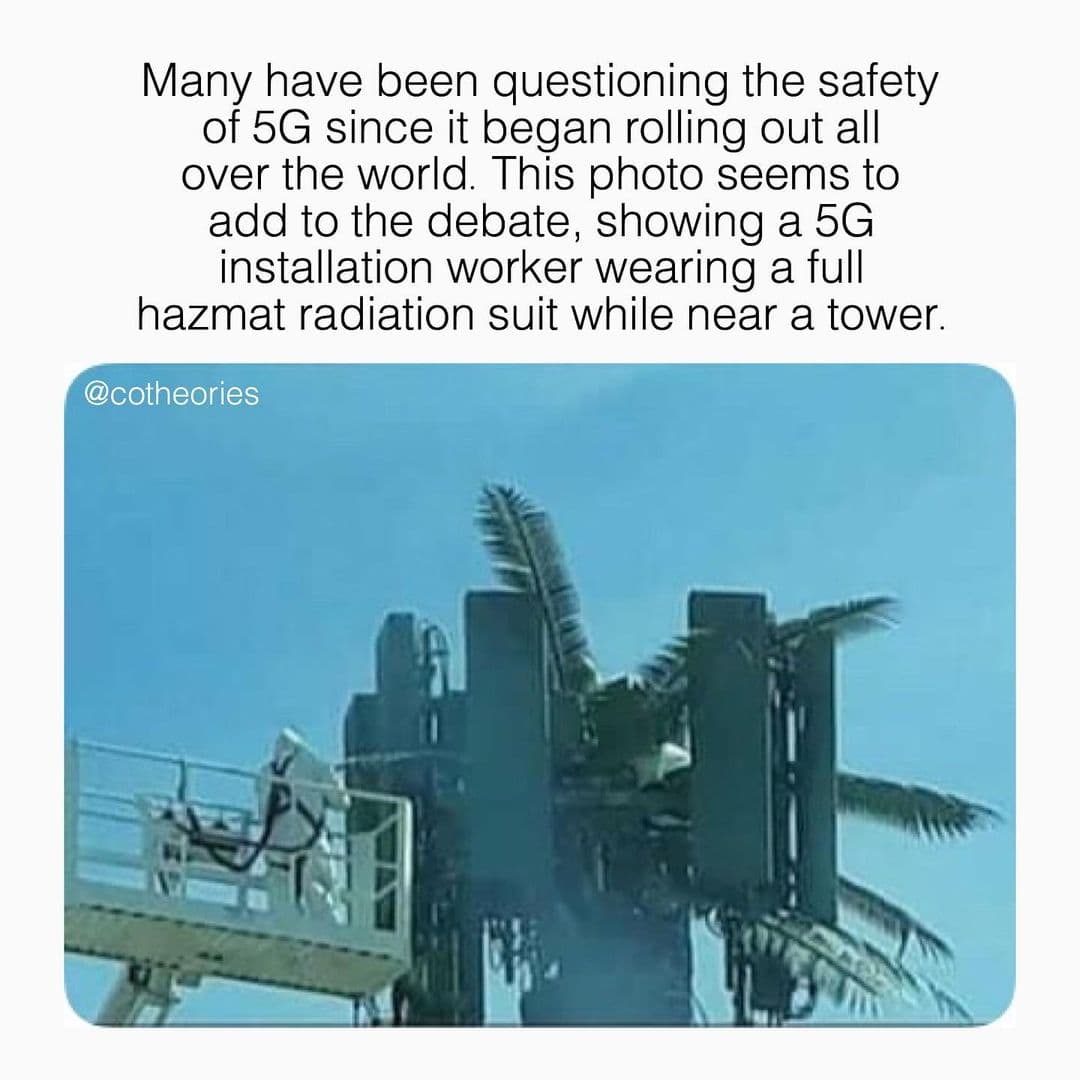 Many have been questioning the safety
of 5G since it began rolling out all
over the world. This photo seems to
add to the debate, showing a 5G
installation worker wearing a full
hazmat radiation suit while near a tower.
@cotheories